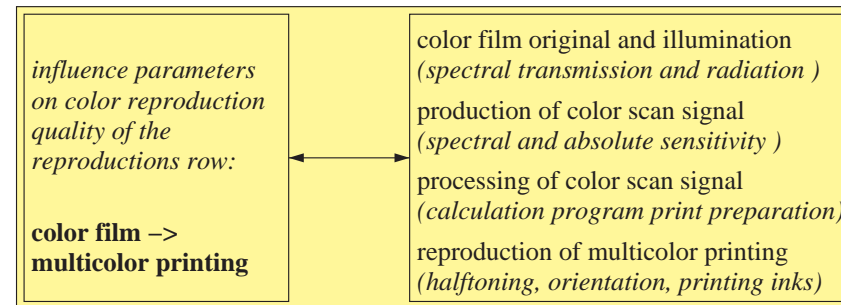 influence parameters
on color reproduction
quality of the
reproductions row:
color film −>
multicolor printing
color film original and illumination
(spectral transmission and radiation )
production of color scan signal
(spectral and absolute sensitivity )
processing of color scan signal
(calculation program print preparation)
reproduction of multicolor printing
(halftoning, orientation, printing inks)